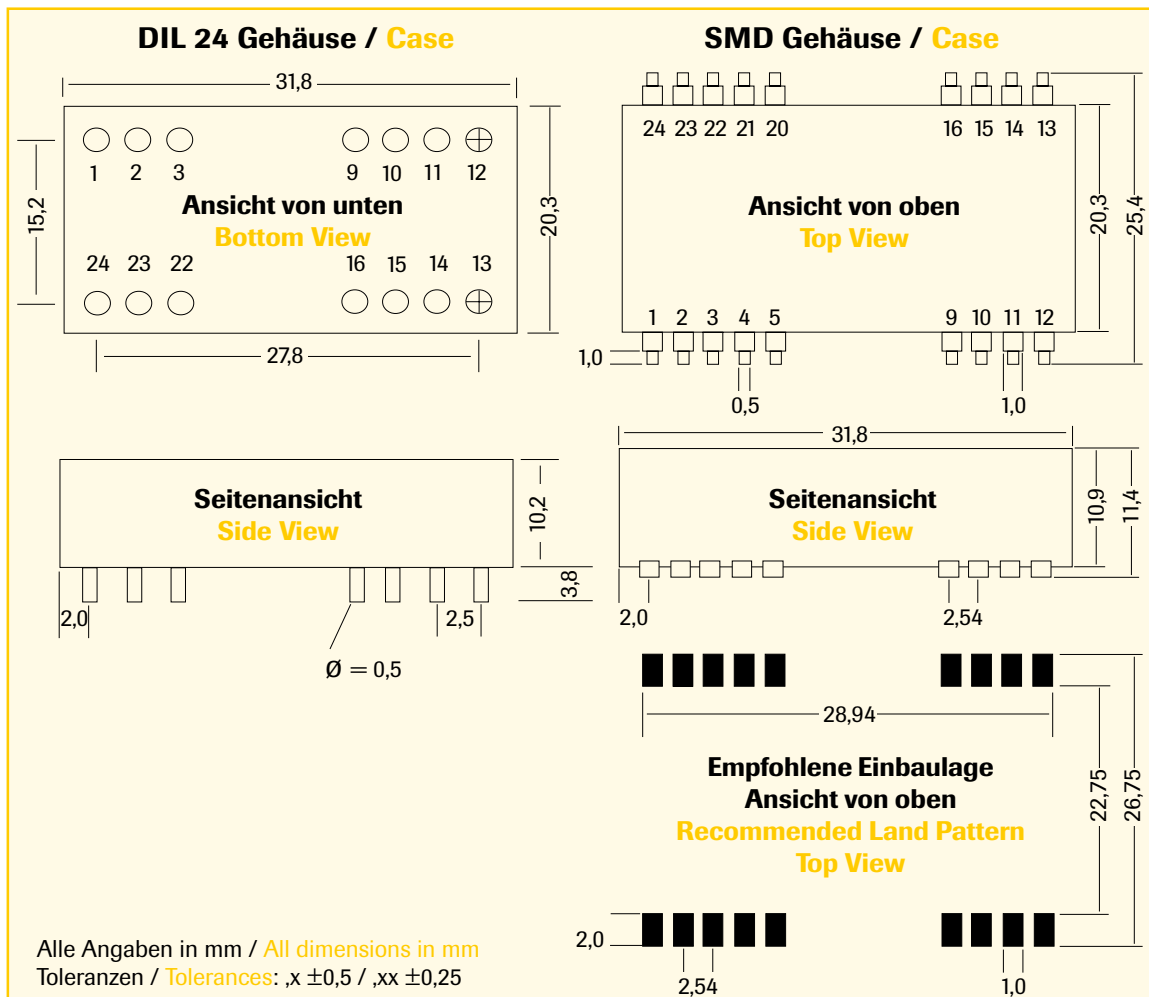 DIL 24 Gehäuse / Case
31,8
1 2 3 9 10 11 12
Ansicht von unten
Bottom View
24 23 22 16 15 14 13
15,2
20,3
27,8
Seitenansicht
Side View
10,2
3,8
2,0
2,5
Ø = 0,5
SMD Gehäuse / Case
24 23 22 21 20 16 15 14 13
Ansicht von oben
Top View
1 2 3 4 5 9 10 11 12
20,3
25,4
1,0
0,5
1,0
31,8
Seitenansicht
Side View
10,9
11,4
2,0
2,54
28,94
Empfohlene Einbaulage
Ansicht von oben
Recommended Land Pattern
Top View
22,75
26,75
2,0
2,54
1,0
Alle Angaben in mm / All dimensions in mm
Toleranzen / Tolerances: ,x ±0,5 / ,xx ±0,25